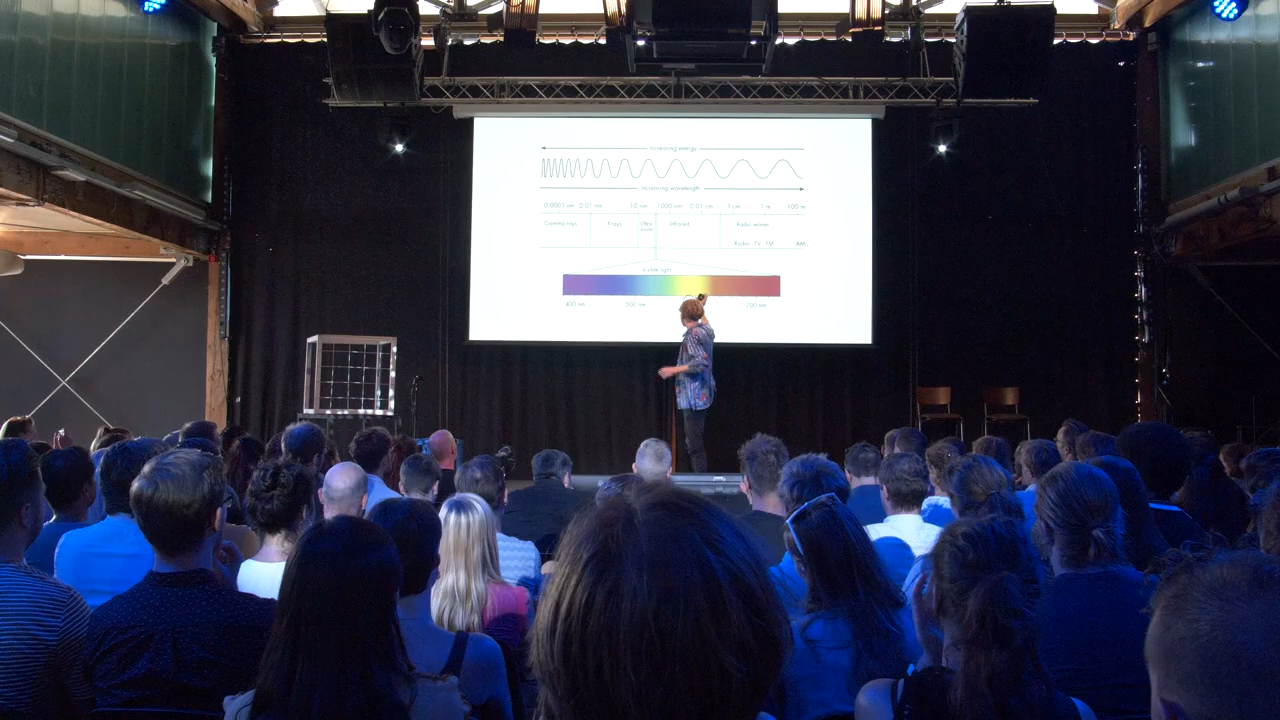 Increasing energy
Increasing wavelength
0.0001 nm 0.01 nm 10 nm 1000 nm 0.01 cm 1 cm 1 m 100 m
Gamma rays X-rays Ultra Infrared Radio waves
violet
Radar TV FM AM
Visible light
400 nm 500 nm 700 nm